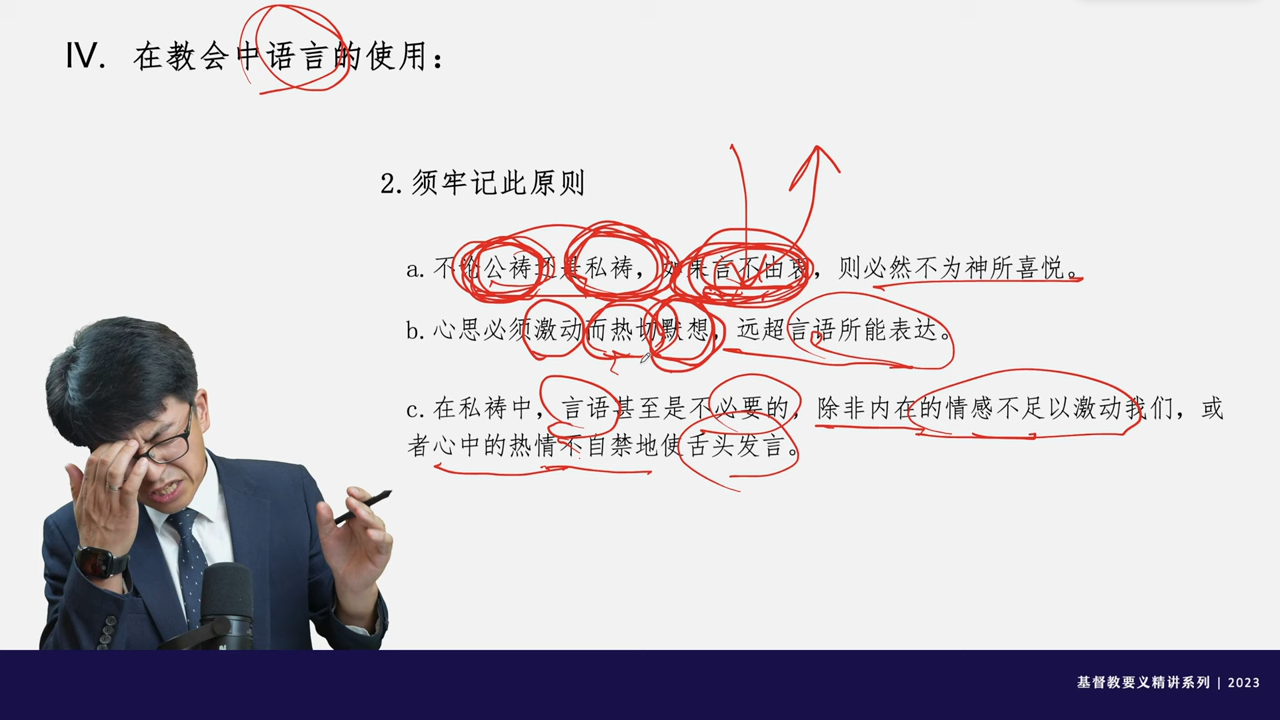 IV. 在教会中语言的使用：
2. 须牢记此原则
a. 不论公祷还是私祷，如果言不由衷，则必然不为神所喜悦。
b. 心思必须激动而热切默想，远超言语所能表达。
c. 在私祷中，言语甚至是不必要的，除非内在的情感不足以激动我们，或
者心中的热情不自禁地使舌头发言。
基督教要义精讲系列 | 2023